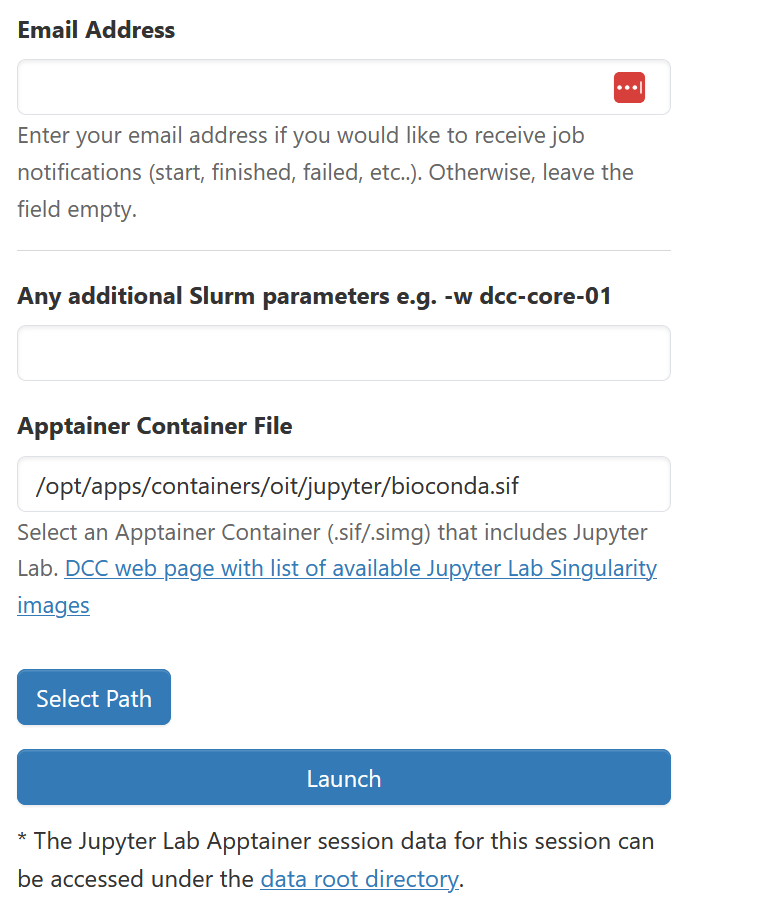 Email Address
Enter your email address if you would like to receive job
notifications (start, finished, failed, etc..). Otherwise, leave the
field empty.
Any additional Slurm parameters e.g. -w dcc-core-01
Apptainer Container File
/opt/apps/containers/oit/jupyter/bioconda.sif
Select an Apptainer Container (.sif/.simg) that includes Jupyter
Lab. DCC web page with list of available Jupyter Lab Singularity
images
Select Path
Launch
* The Jupyter Lab Apptainer session data for this session can
be accessed under the data root directory.